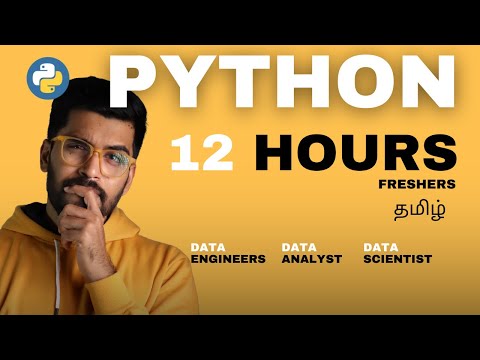 PYTHON
12 HOURS
FRESHERS
தமிழ்
DATA ENGINEERS
DATA ANALYST
DATA SCIENTIST